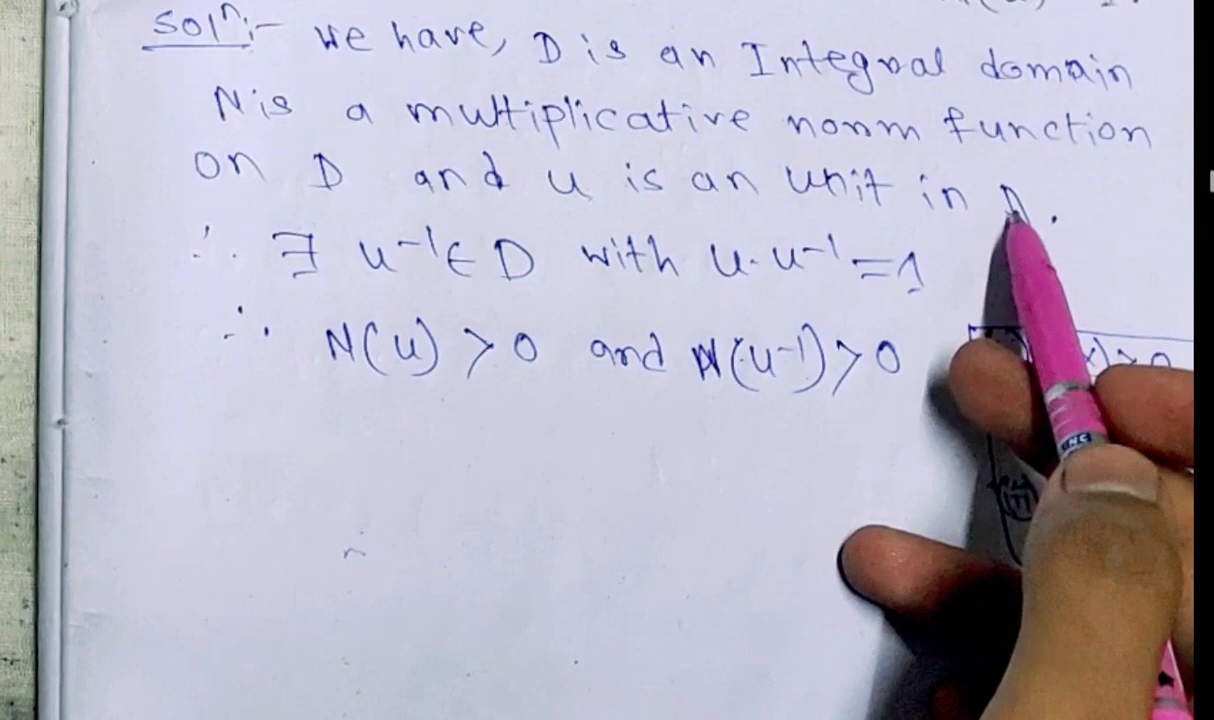 Solⁿ:- We have, D is an Integral domain
N is a multiplicative norm function
on D and u is an unit in D.
∴ ∃ u⁻¹ ∈ D with u·u⁻¹ = 1
∴ N(u) > 0 and N(u⁻¹) > 0